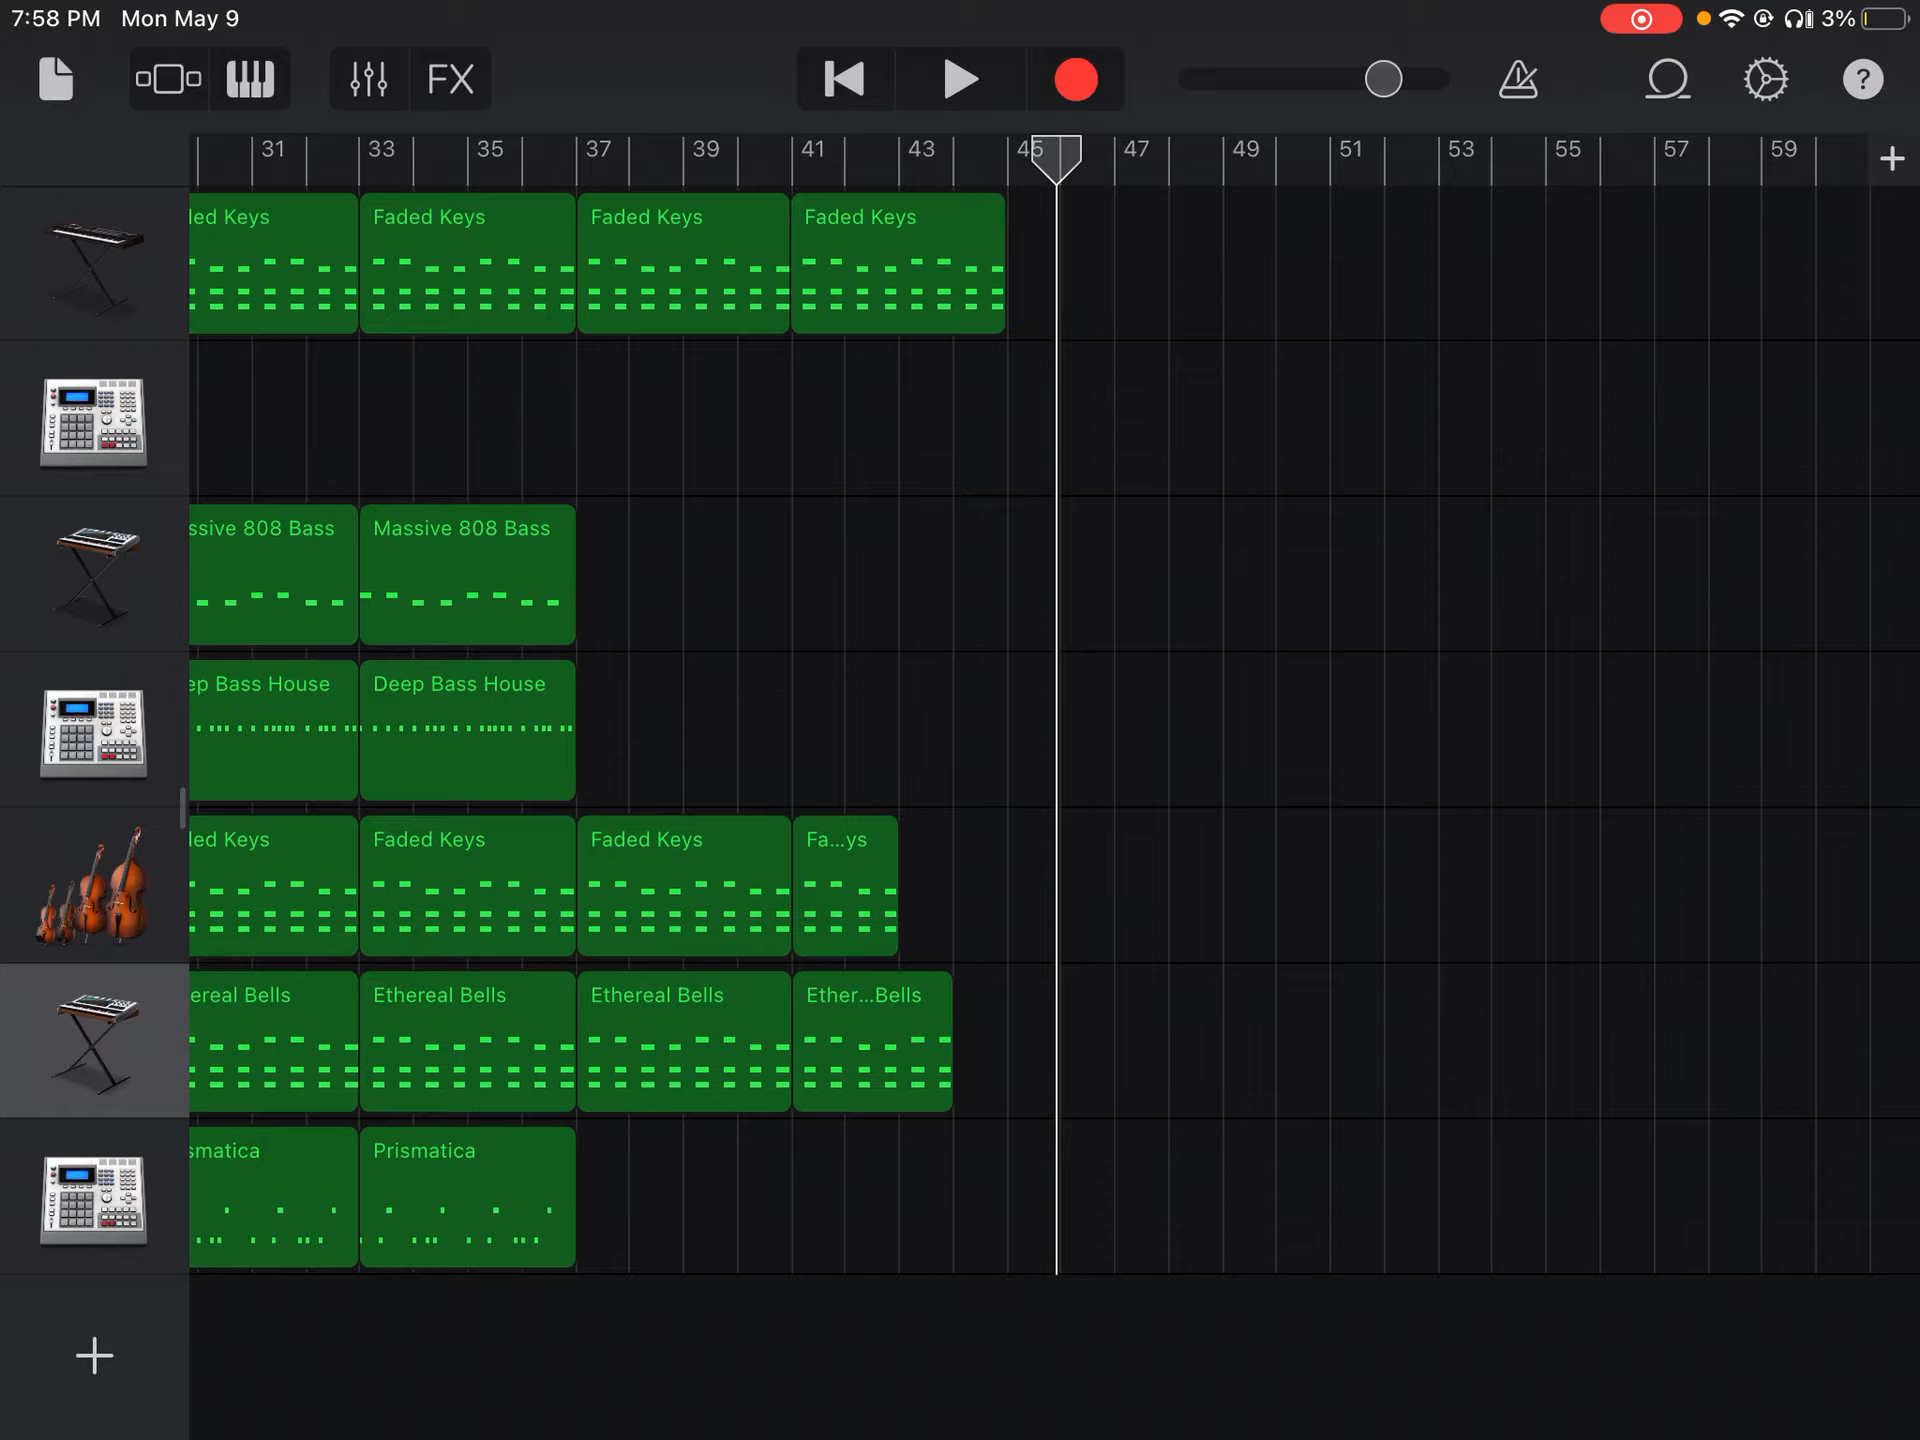 7:58 PM Mon May 9 3%
FX ?
31 33 35 37 39 41 43 45 47 49 51 53 55 57 59
led Keys Faded Keys Faded Keys Faded Keys
ssive 808 Bass Massive 808 Bass
ep Bass House Deep Bass House
led Keys Faded Keys Faded Keys Fa...ys
ereal Bells Ethereal Bells Ethereal Bells Ether...Bells
smatica Prismatica